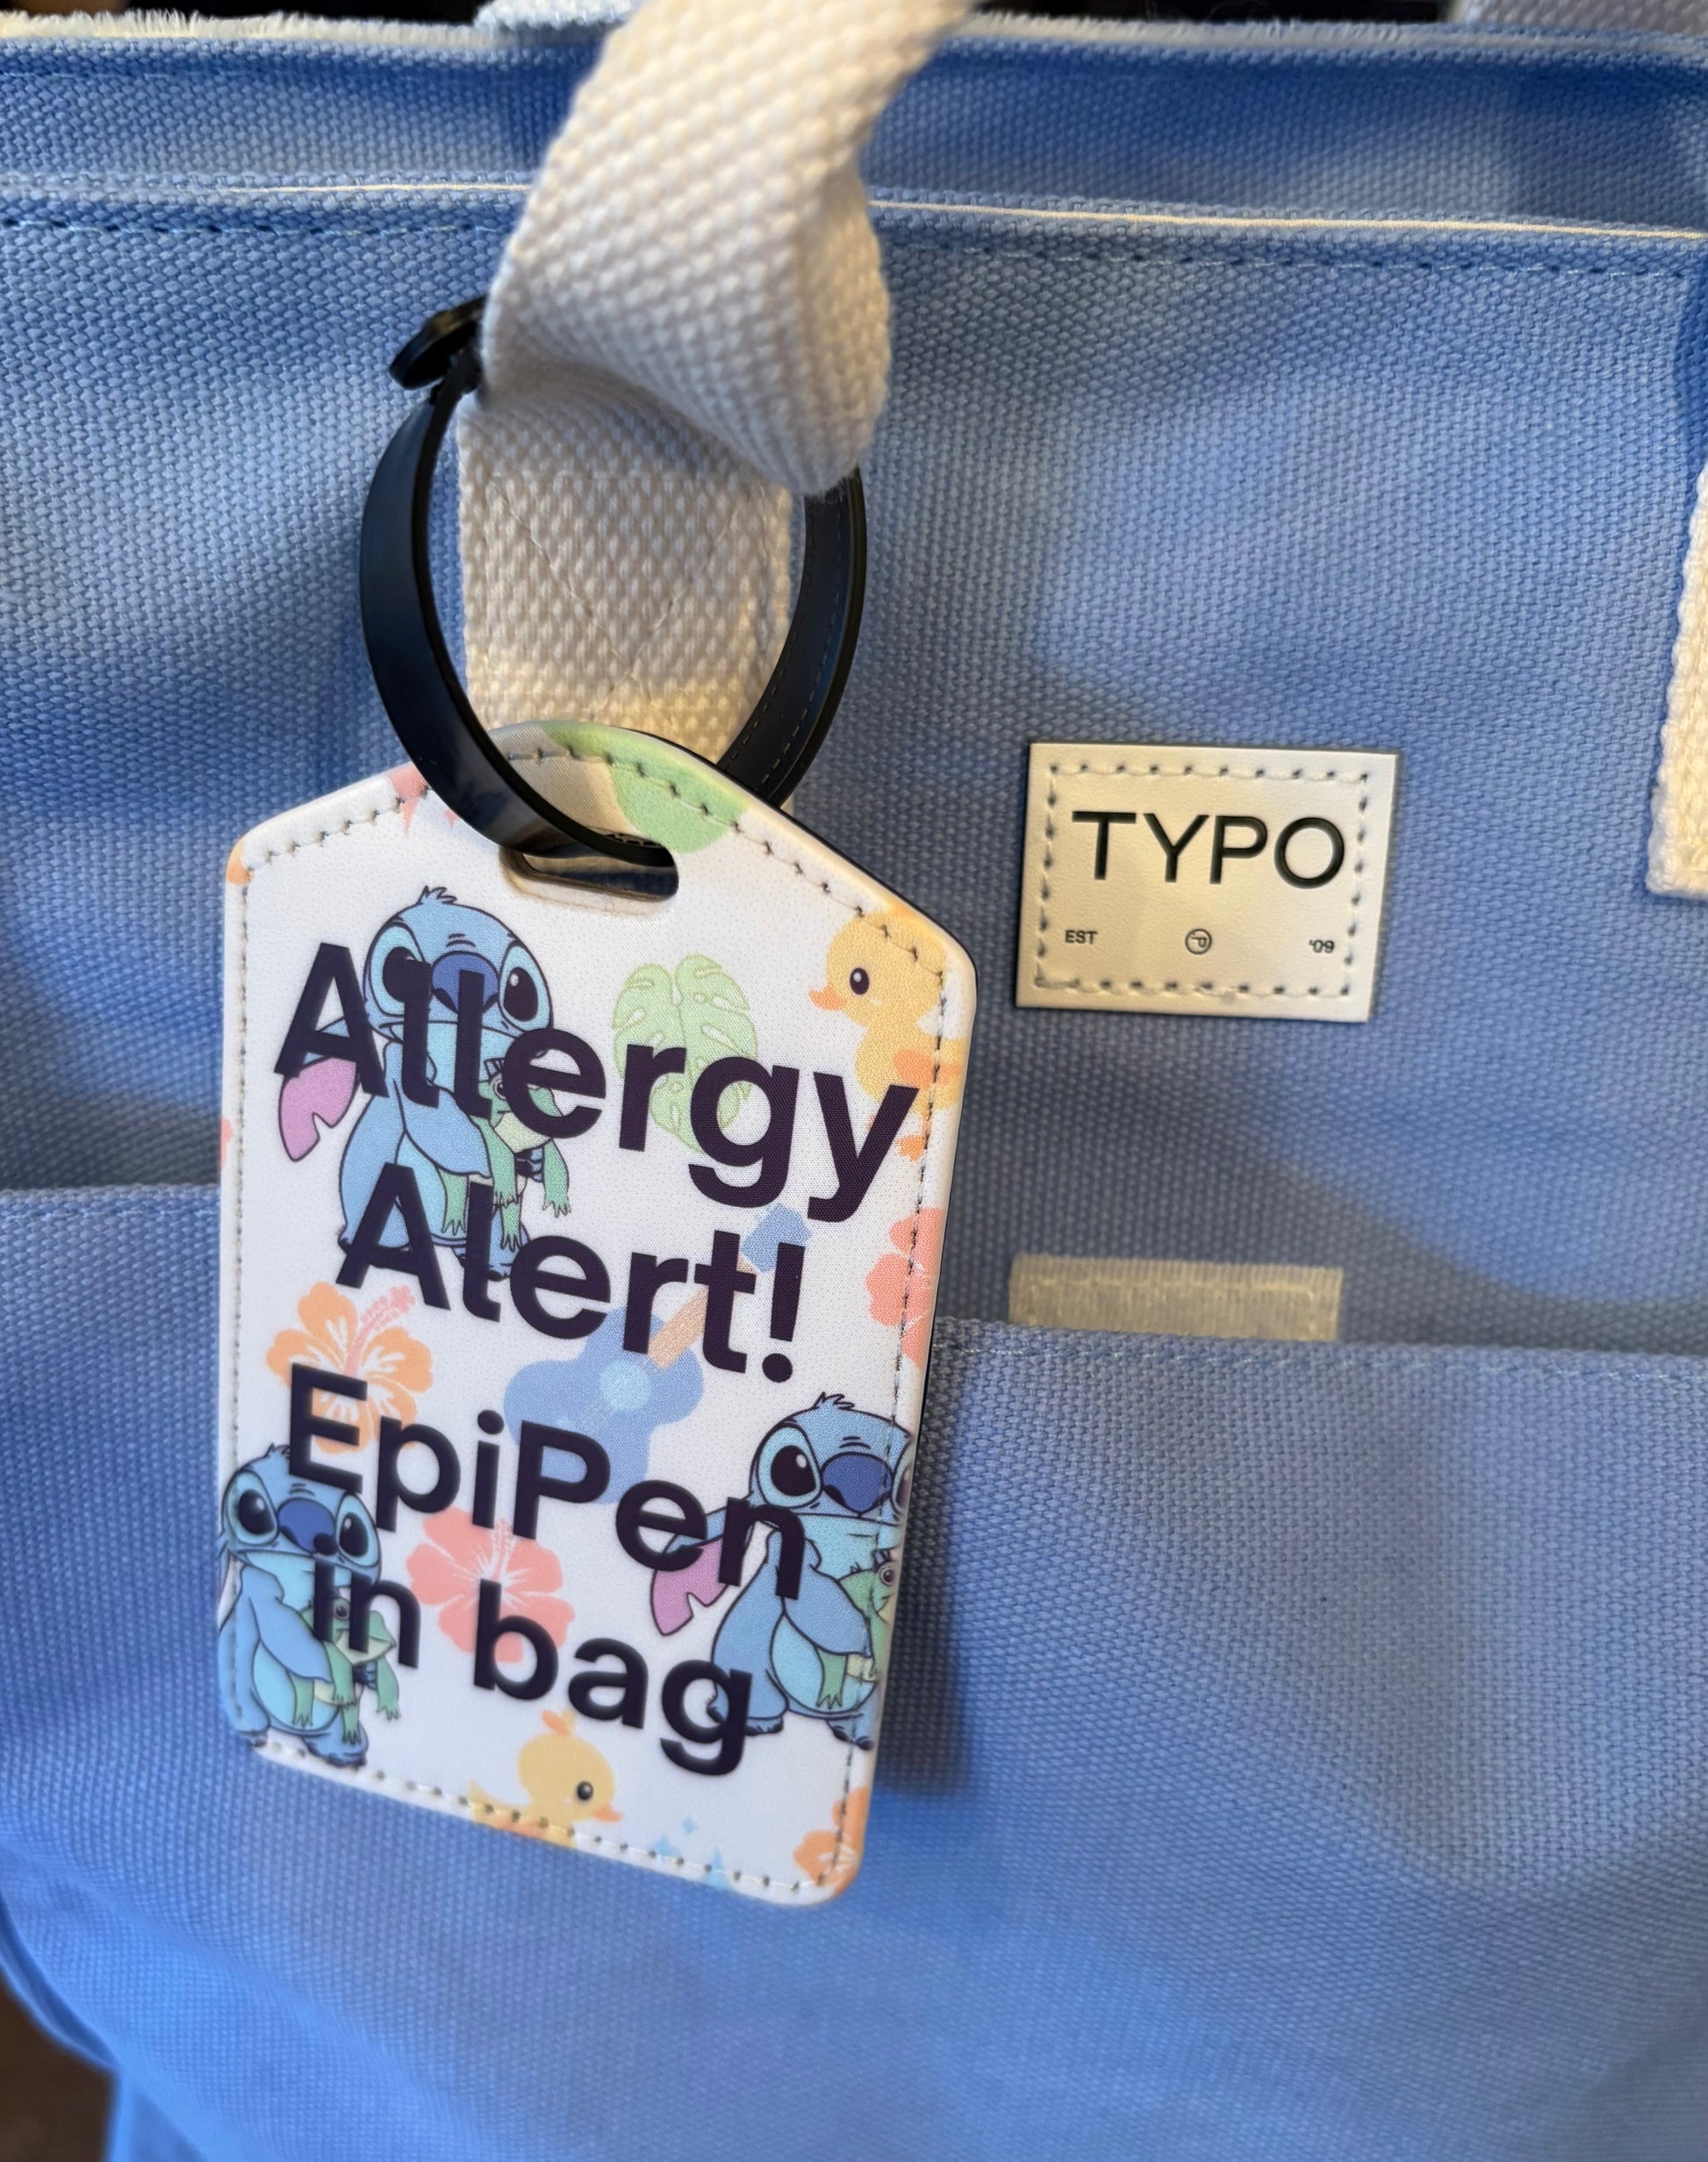 Allergy
Alert!
EpiPen
in bag
TYPO
EST P '09